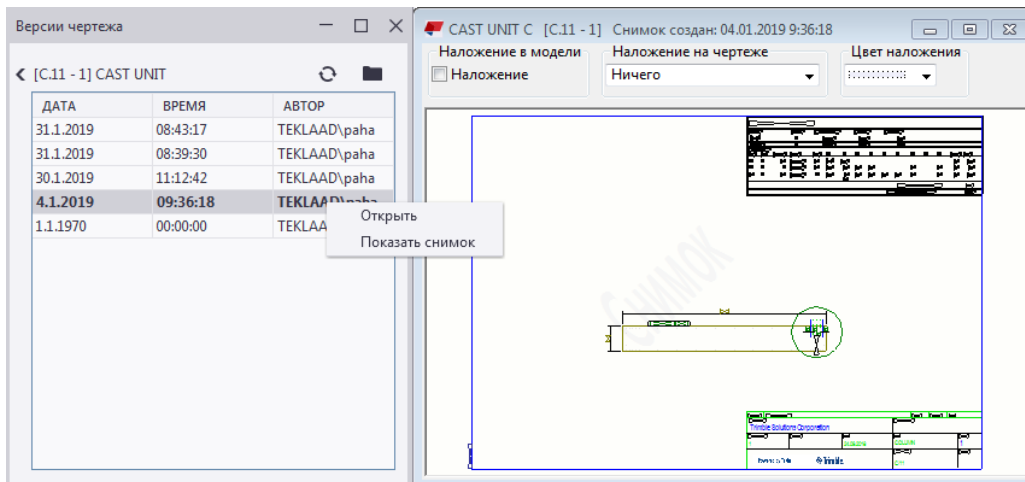 Версии чертежа
[C.11 - 1] CAST UNIT
ДАТА ВРЕМЯ АВТОР
31.1.2019 08:43:17 TEKLAAD\paha
31.1.2019 08:39:30 TEKLAAD\paha
30.1.2019 11:12:42 TEKLAAD\paha
4.1.2019 09:36:18 TEKLAAD\paha
1.1.1970 00:00:00 TEKLAA
Открыть
Показать снимок
CAST UNIT C [C.11 - 1] Снимок создан: 04.01.2019 9:36:18
Наложение в модели Наложение на чертеже Цвет наложения
Наложение Ничего
Снимок
Trimble Solutions Corporation
COLUMN
1
Trimble